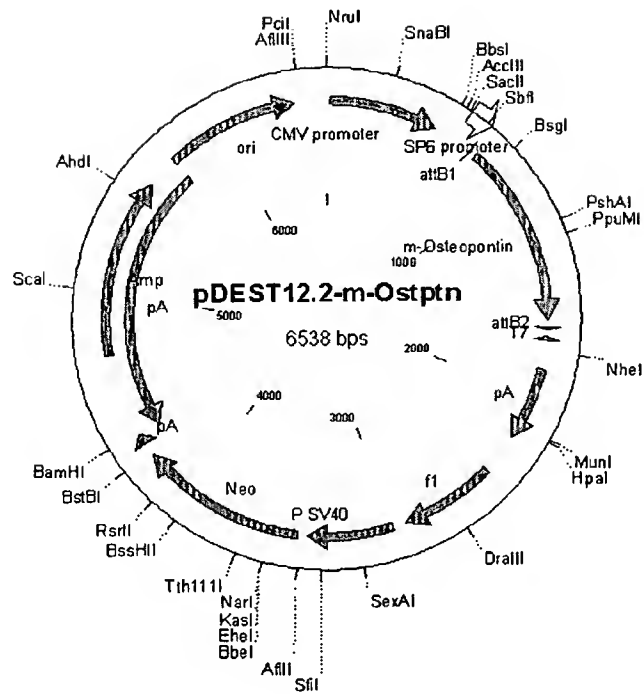 PciI
AflIII
NruI
SnaBI
BbsI
AccIII
SacII
SbfI
BsgI
CMV promoter
ori
SP6 promoter
attB1
AhdI
PshAI
PpuMI
6000
1
1000
m-Osteopontin
ScaI
Amp
pA
pDEST12.2-m-Ostptn
5000
6538 bps
2000
attB2
T7
NheI
pA
4000
3000
pA
MunI
HpaI
BamHI
BstBI
Neo
P SV40
f1
RsrII
BssHII
DraIII
Tth111I
NarI
KasI
EheI
BbeI
AflII
SfiI
SexAI